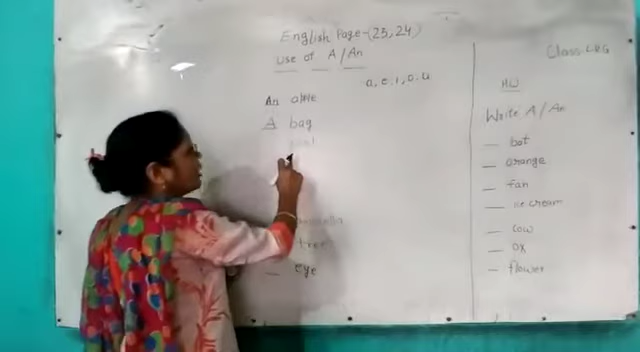 English Page-(23,24)
Use of A/An
a, e, i, o, u
An olive
A bag
tree
_ eye
Class-LKG
HW
Write A/An
_ bat
_ orange
_ fan
_ ice cream
_ cow
_ ox
_ flower